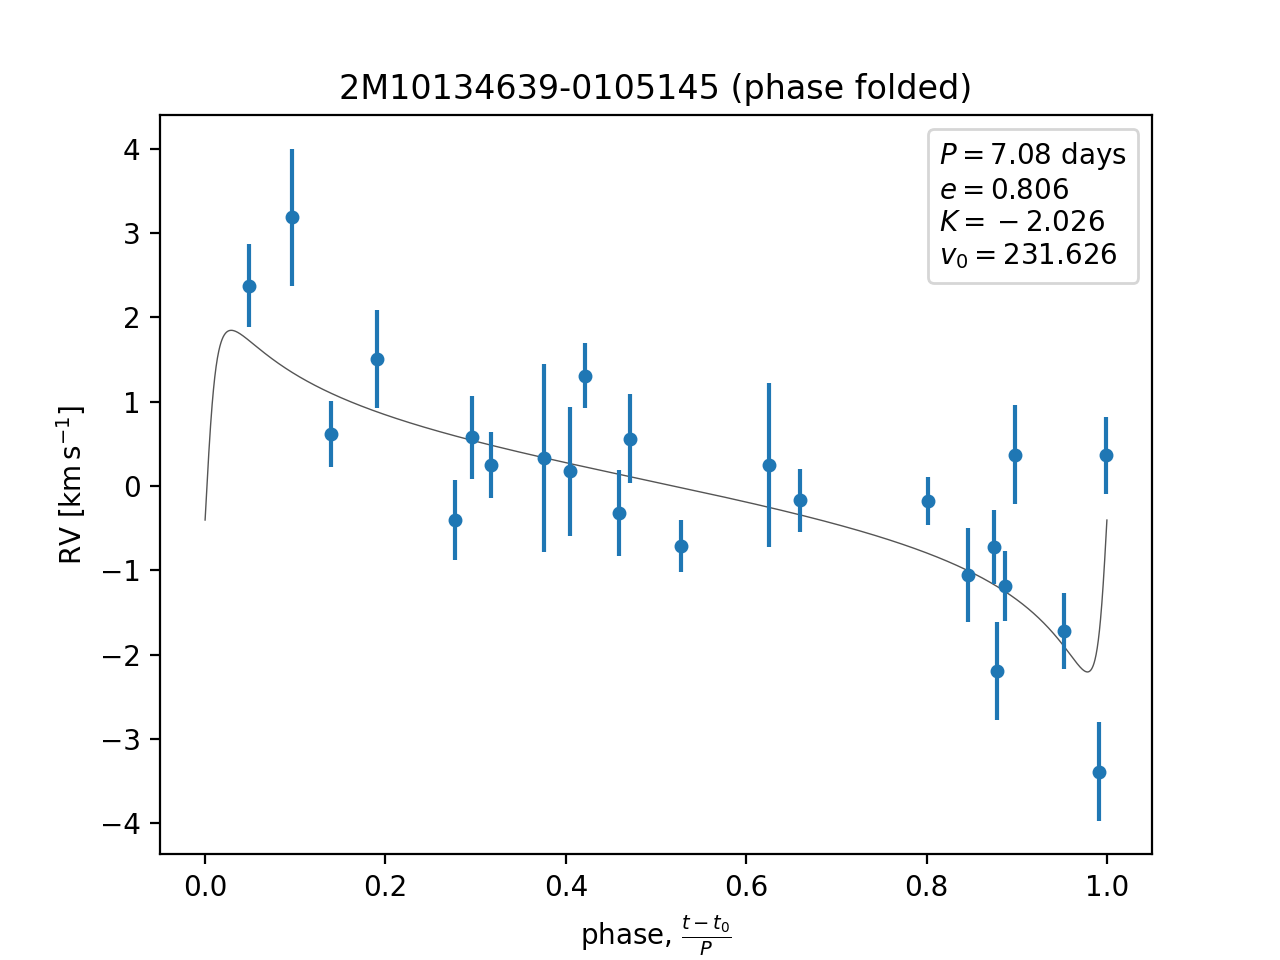 2M10134639-0105145 (phase folded)
P = 7.08 days
e = 0.806
K = −2.026
v₀ = 231.626
RV [km s⁻¹]
4
3
2
1
0
−1
−2
−3
−4
0.0 0.2 0.4 0.6 0.8 1.0
phase, (t − t₀)/P